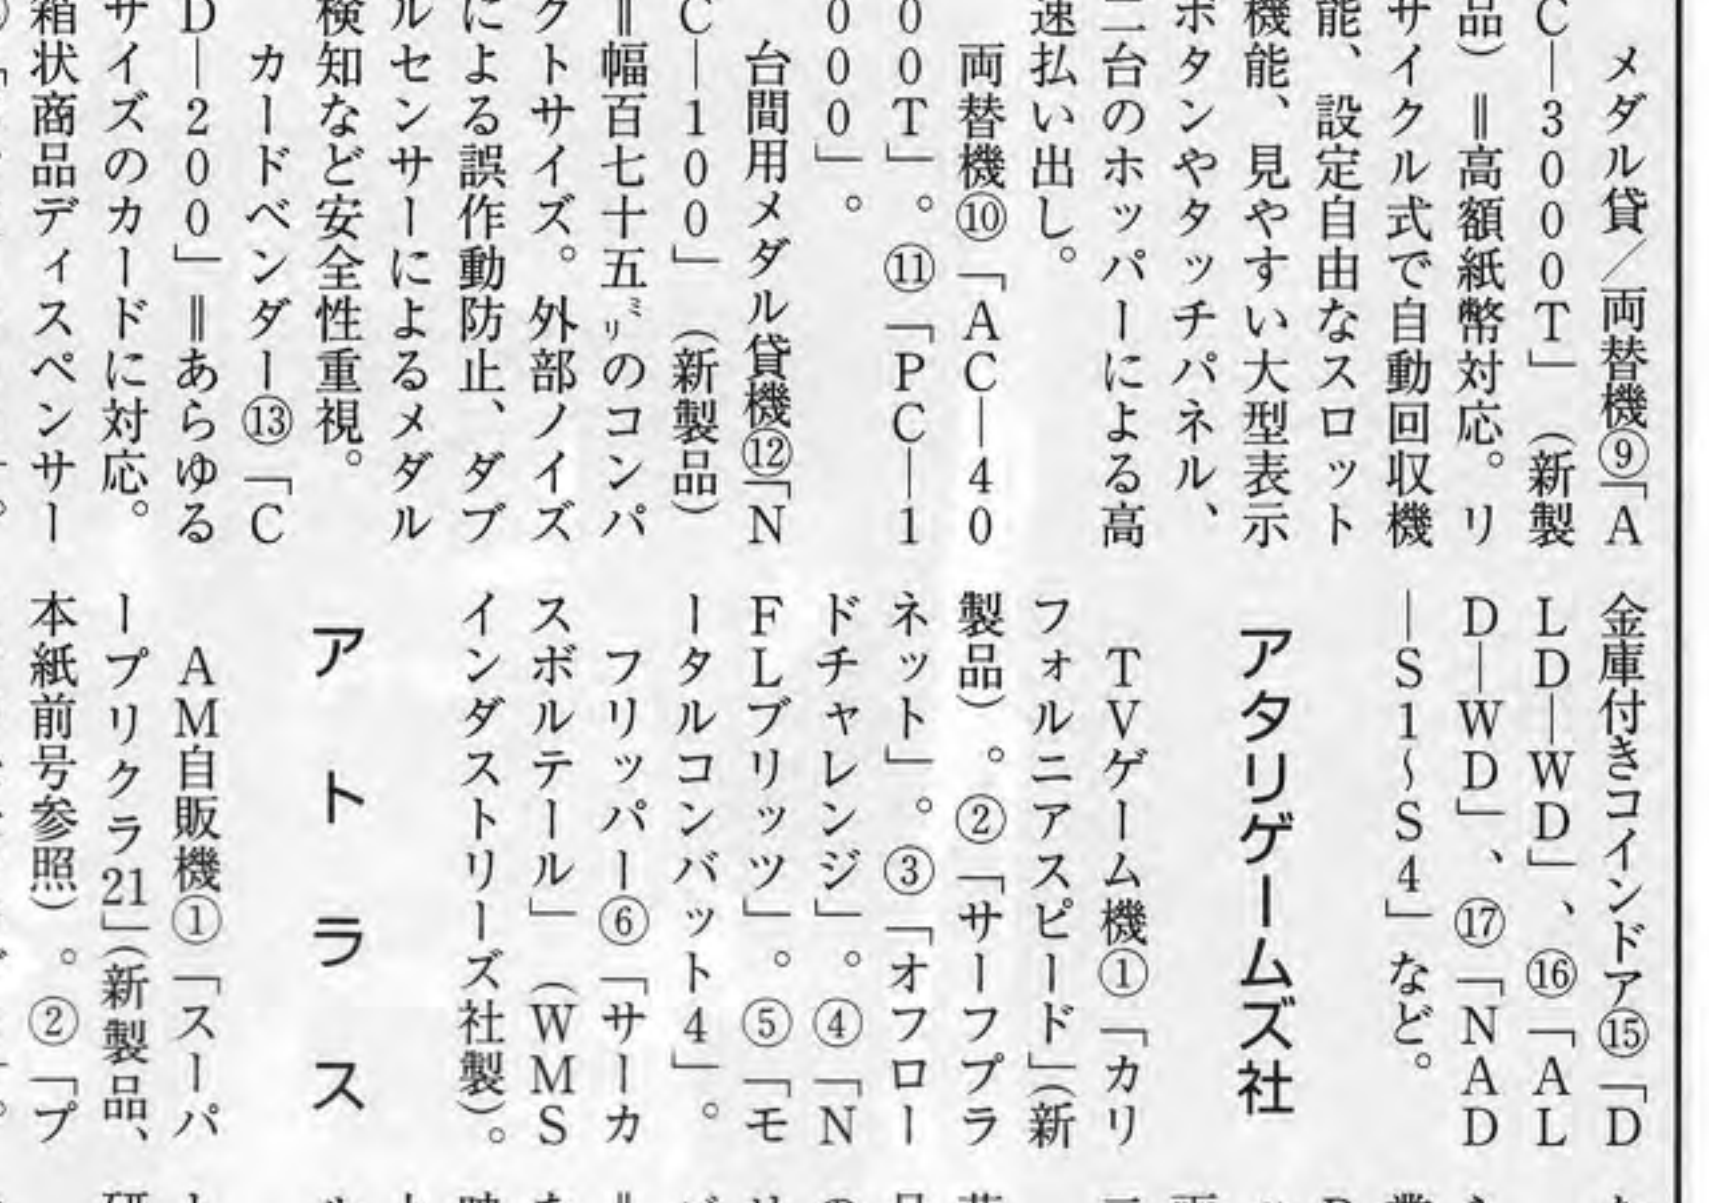 メダル貸／両替機⑨「A
C―3000T」（新製
品）＝高額紙幣対応。リ
サイクル式で自動回収機
能、設定自由なスロット
機能、見やすい大型表示
ボタンやタッチパネル、
二台のホッパーによる高
速払い出し。
両替機⑩「AC―40
00T」。⑪「PC―1
000」。
台間用メダル貸機⑫「N
C―100」（新製品）
＝幅百七十五㍉のコンパ
クトサイズ。外部ノイズ
による誤作動防止、ダブ
ルセンサーによるメダル
検知など安全性重視。
カードベンダー⑬「C
D―200」＝あらゆる
サイズのカードに対応。
箱状商品ディスペンサー
金庫付きコインドア⑮「D
LD―WD」、⑯「AL
D―WD」、⑰「NAD
―S1〜S4」など。
アタリゲームズ社
TVゲーム機①「カリ
フォルニアスピード」（新
製品）。②「サーフプラ
ネット」。③「オフロー
ドチャレンジ」。④「N
FLブリッツ」。⑤「モ
ータルコンバット4」。
フリッパー⑥「サーカ
スボルテール」（WMS
インダストリーズ社製）。
アトラス
AM自販機①「スーパ
ープリクラ21」（新製品、
本紙前号参照）。②「プ